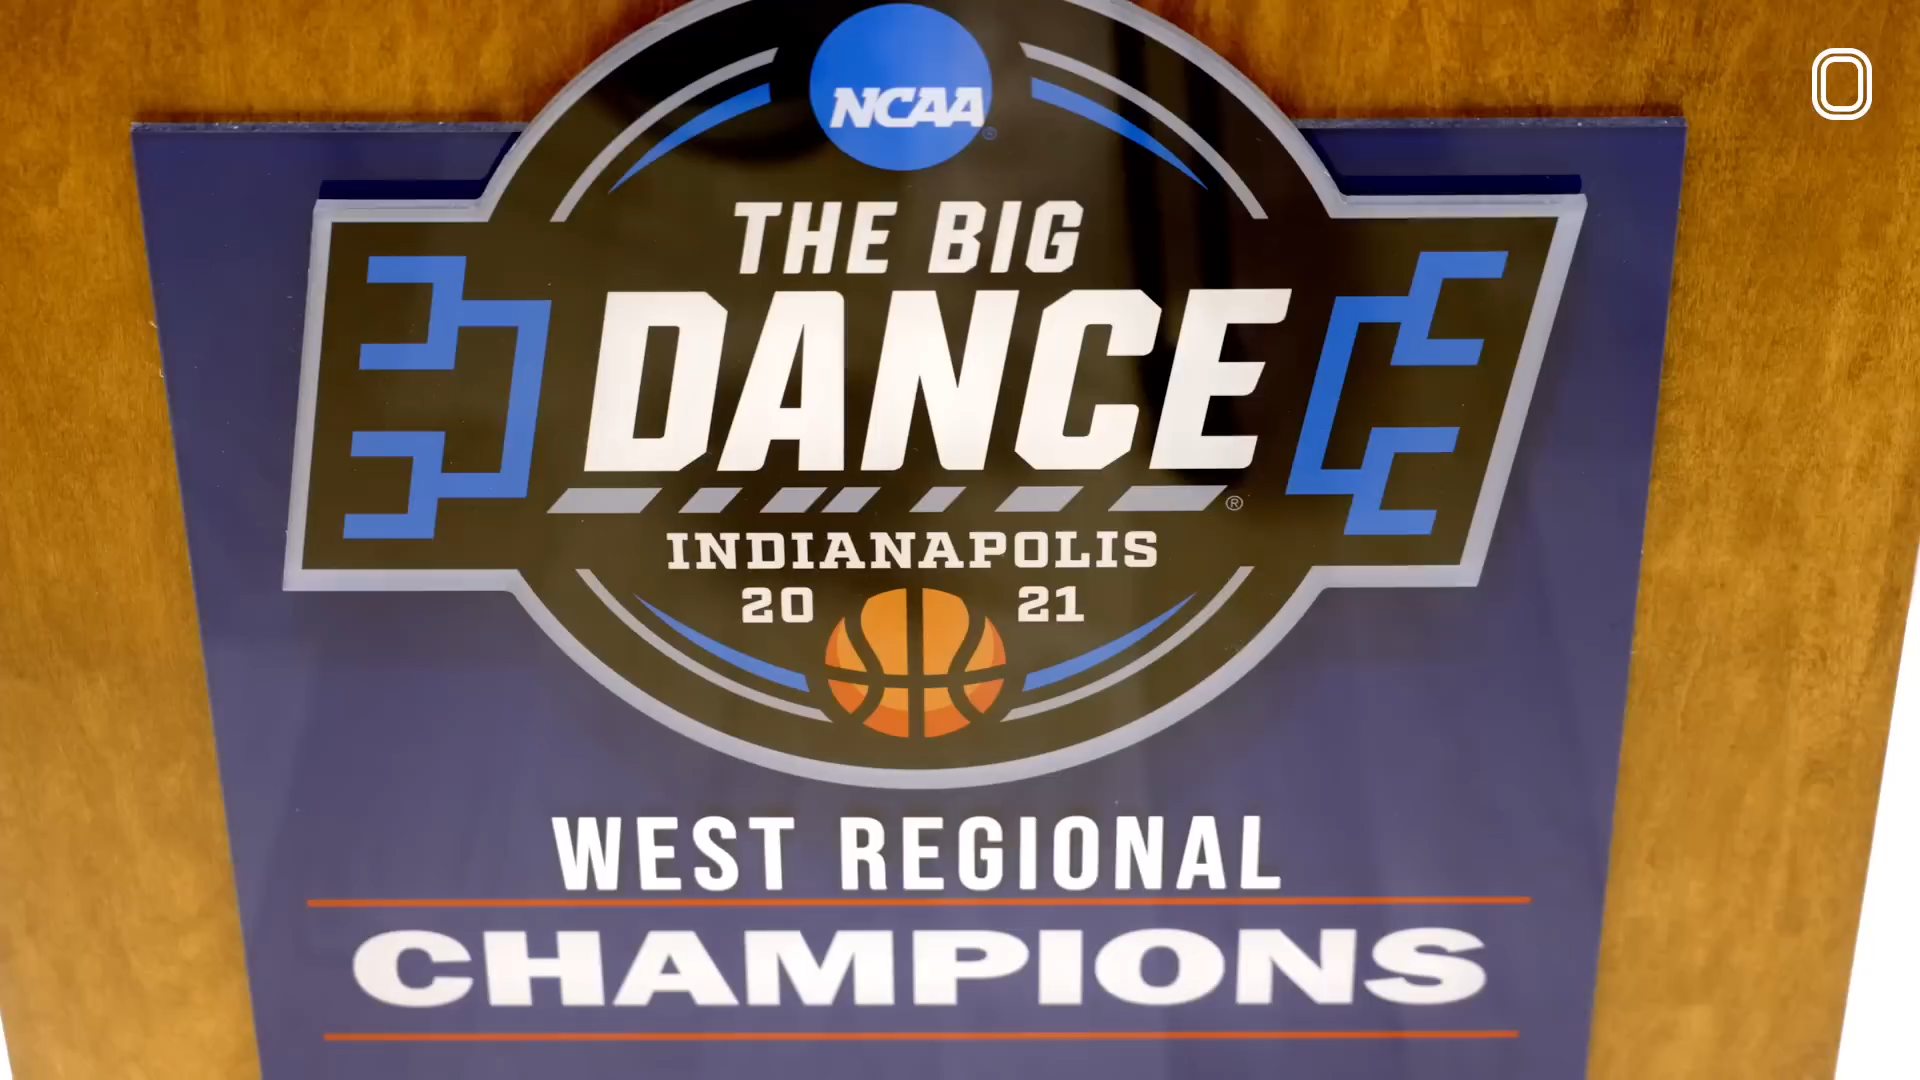 NCAA
THE BIG
DANCE
®
INDIANAPOLIS
20 21
WEST REGIONAL
CHAMPIONS